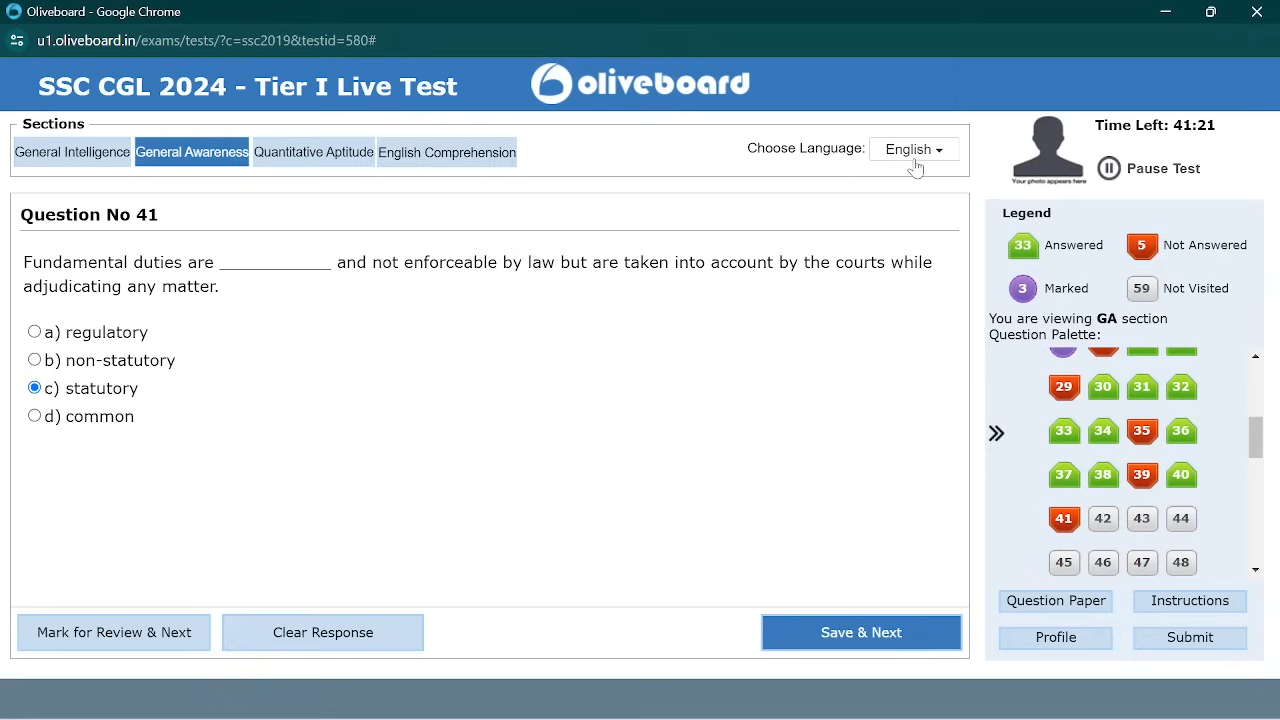 Oliveboard - Google Chrome
u1.oliveboard.in/exams/tests/?c=ssc2019&testid=580#
SSC CGL 2024 - Tier I Live Test
oliveboard
Sections
General Intelligence General Awareness Quantitative Aptitude English Comprehension
Choose Language: English
Your photo appears here
Time Left: 41:21
Pause Test
Question No 41
Fundamental duties are _____________ and not enforceable by law but are taken into account by the courts while
adjudicating any matter.
a) regulatory
b) non-statutory
c) statutory
d) common
Mark for Review & Next Clear Response Save & Next
Legend
33 Answered 5 Not Answered
3 Marked 59 Not Visited
You are viewing GA section
Question Palette:
29 30 31 32
33 34 35 36
37 38 39 40
41 42 43 44
45 46 47 48
Question Paper Instructions
Profile Submit